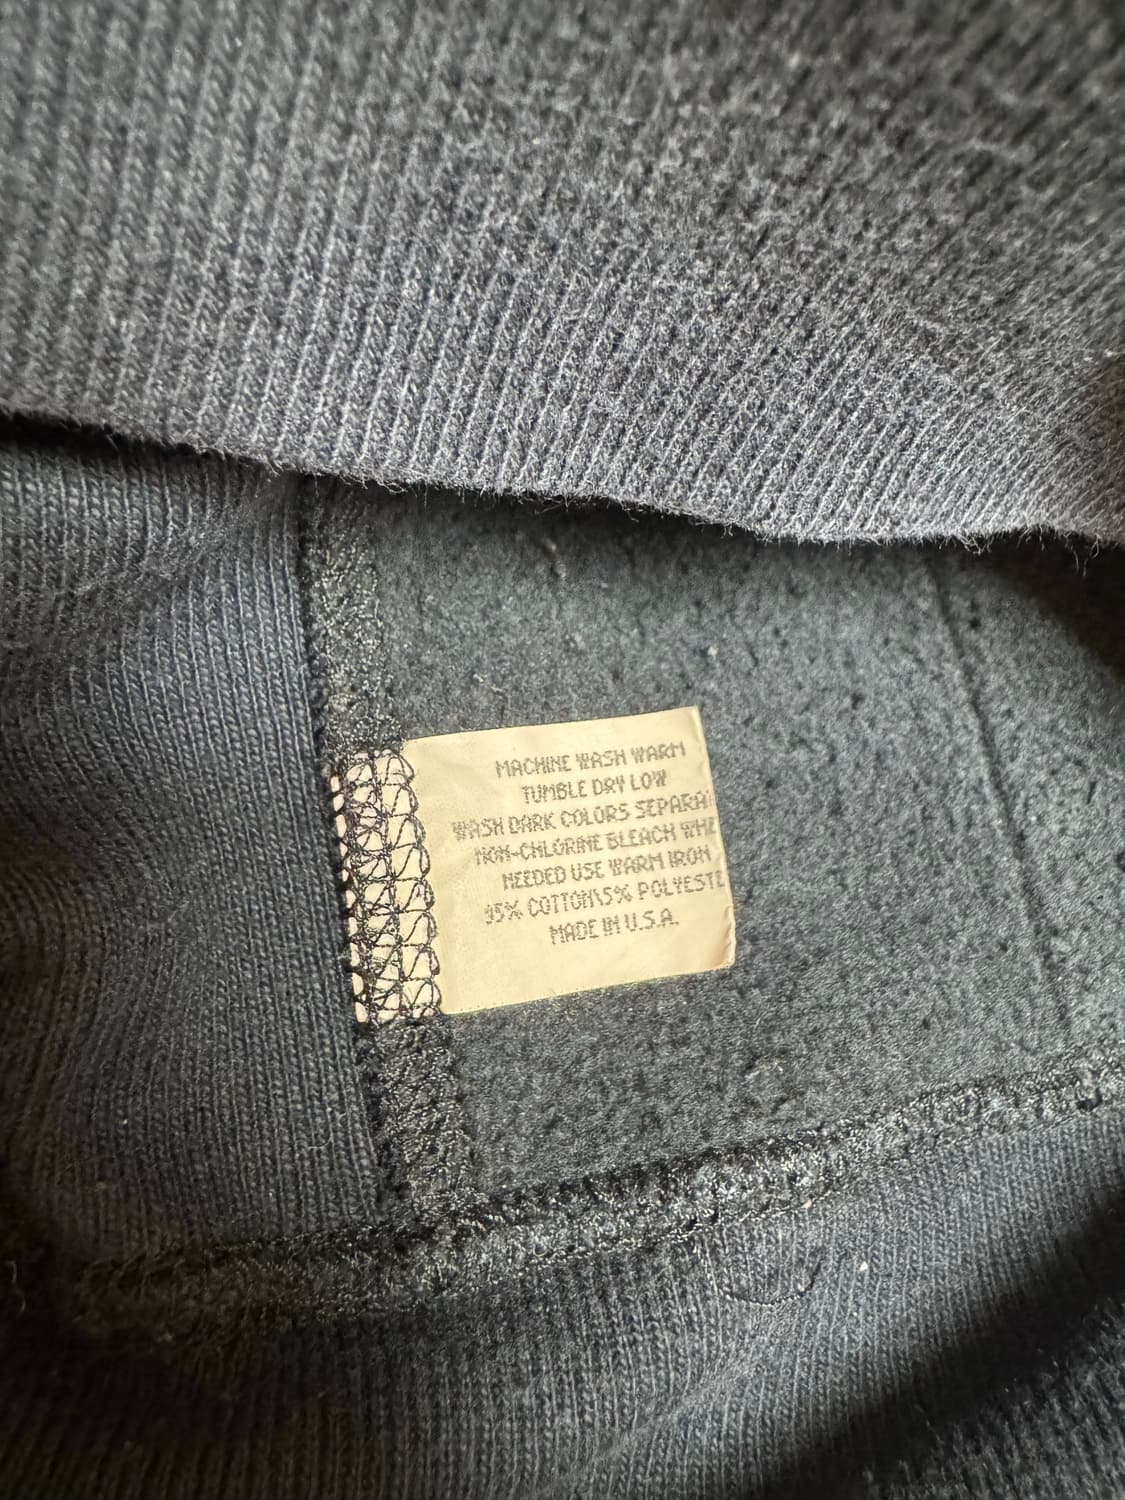 MACHINE WASH WARM
TUMBLE DRY LOW
WASH DARK COLORS SEPARA
NON-CHLORINE BLEACH WHE
NEEDED USE WARM IRON
95% COTTON\5% POLYESTE
MADE IN U.S.A.